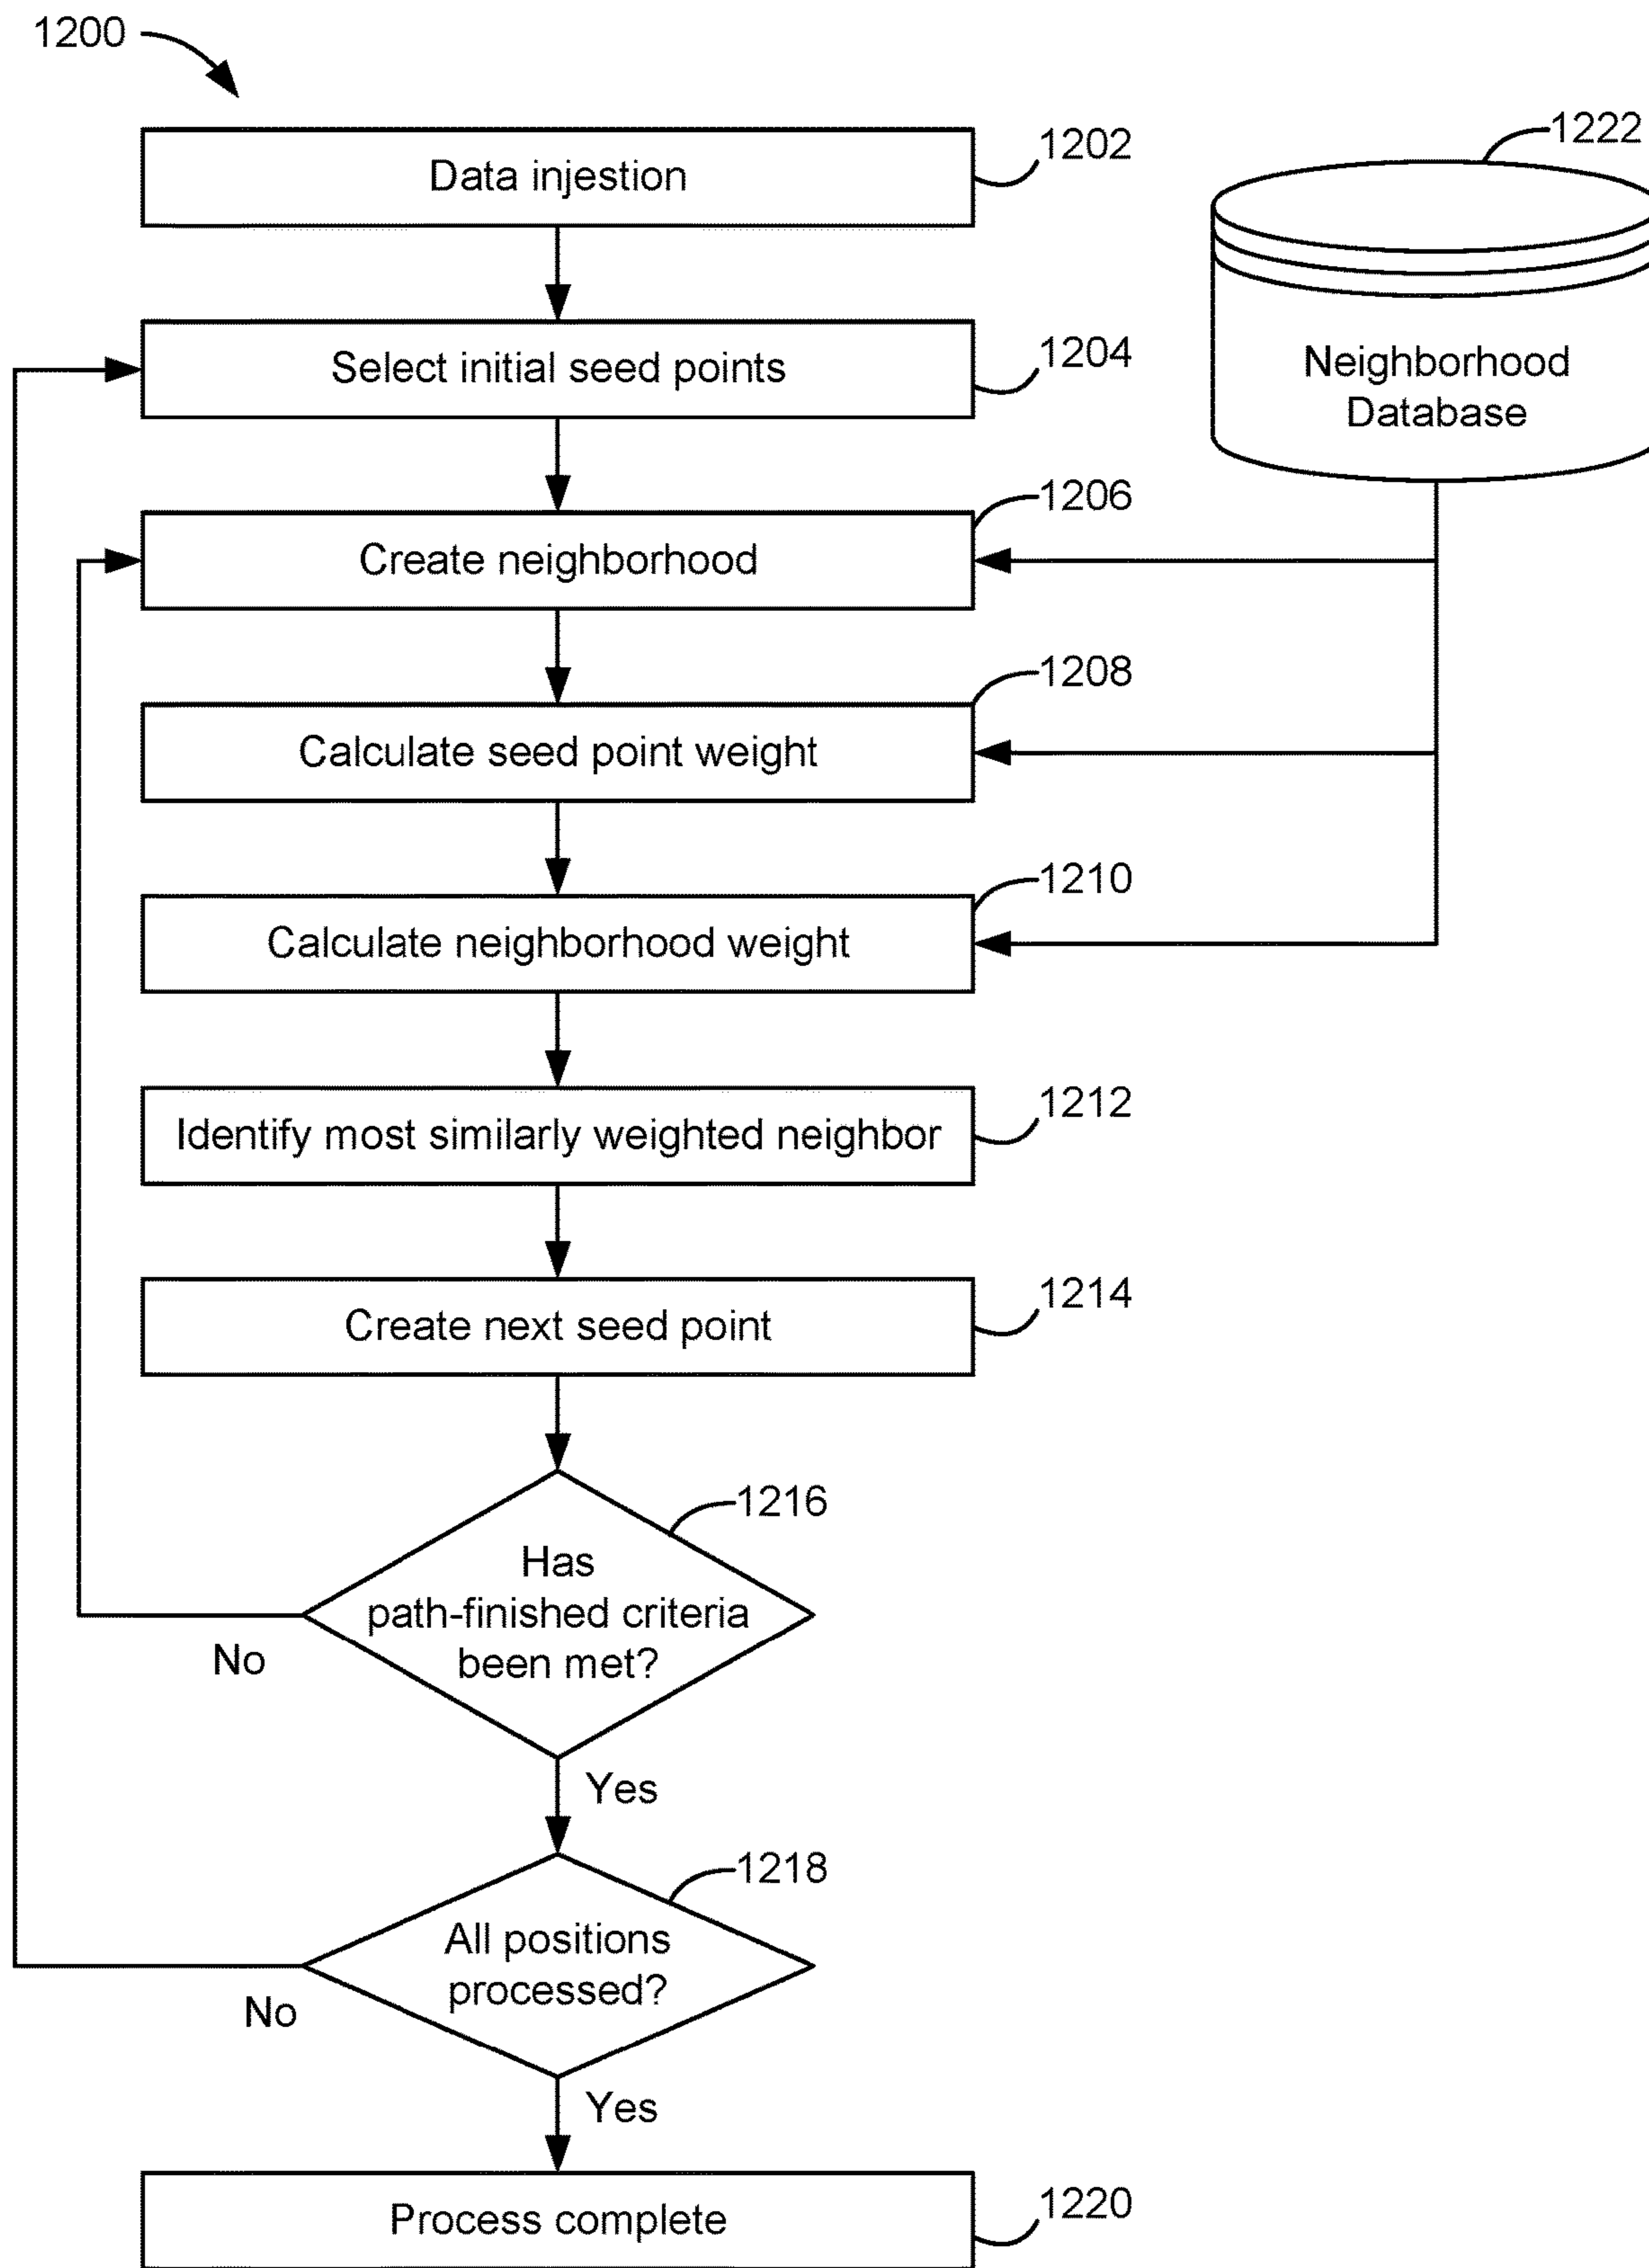 1200
Data injestion
1202
1222
Select initial seed points
1204
Neighborhood
Database
Create neighborhood
1206
Calculate seed point weight
1208
Calculate neighborhood weight
1210
Identify most similarly weighted neighbor
1212
Create next seed point
1214
1216
Has
path-finished criteria
been met?
No
Yes
1218
All positions
processed?
No
Yes
Process complete
1220